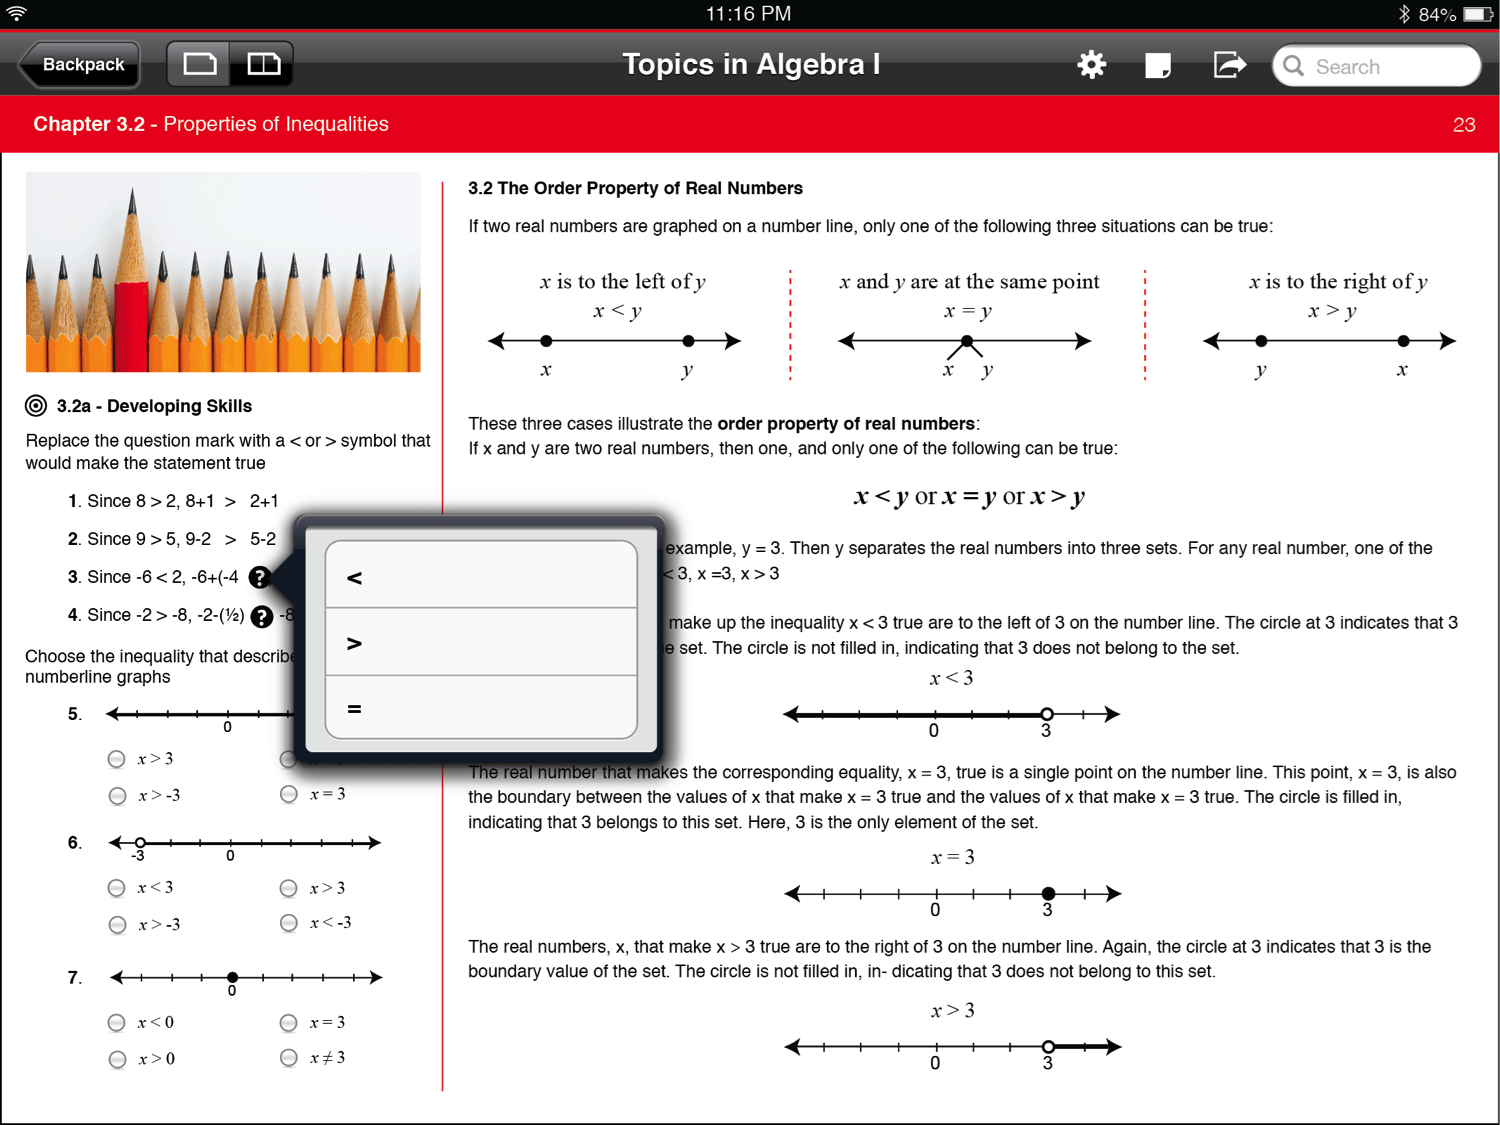 11:16 PM
84%
Backpack
Topics in Algebra I
Search
Chapter 3.2 - Properties of Inequalities
23
3.2a - Developing Skills
Replace the question mark with a < or > symbol that
would make the statement true
1. Since 8 > 2, 8+1 > 2+1
2. Since 9 > 5, 9-2 > 5-2
3. Since -6 < 2, -6+(-4 ?
4. Since -2 > -8, -2-(½) ? -8
<
>
=
Choose the inequality that describe
numberline graphs
5.
0
x > 3
x > -3
x = 3
6.
-3 0
x < 3
x > 3
x > -3
x < -3
7.
0
x < 0
x = 3
x > 0
x ≠ 3
3.2 The Order Property of Real Numbers
If two real numbers are graphed on a number line, only one of the following three situations can be true:
x is to the left of y
x < y
x y
x and y are at the same point
x = y
x y
x is to the right of y
x > y
y x
These three cases illustrate the order property of real numbers:
If x and y are two real numbers, then one, and only one of the following can be true:
x < y or x = y or x > y
example, y = 3. Then y separates the real numbers into three sets. For any real number, one of the
< 3, x =3, x > 3
make up the inequality x < 3 true are to the left of 3 on the number line. The circle at 3 indicates that 3
e set. The circle is not filled in, indicating that 3 does not belong to the set.
x < 3
0 3
The real number that makes the corresponding equality, x = 3, true is a single point on the number line. This point, x = 3, is also
the boundary between the values of x that make x = 3 true and the values of x that make x = 3 true. The circle is filled in,
indicating that 3 belongs to this set. Here, 3 is the only element of the set.
x = 3
0 3
The real numbers, x, that make x > 3 true are to the right of 3 on the number line. Again, the circle at 3 indicates that 3 is the
boundary value of the set. The circle is not filled in, in- dicating that 3 does not belong to this set.
x > 3
0 3